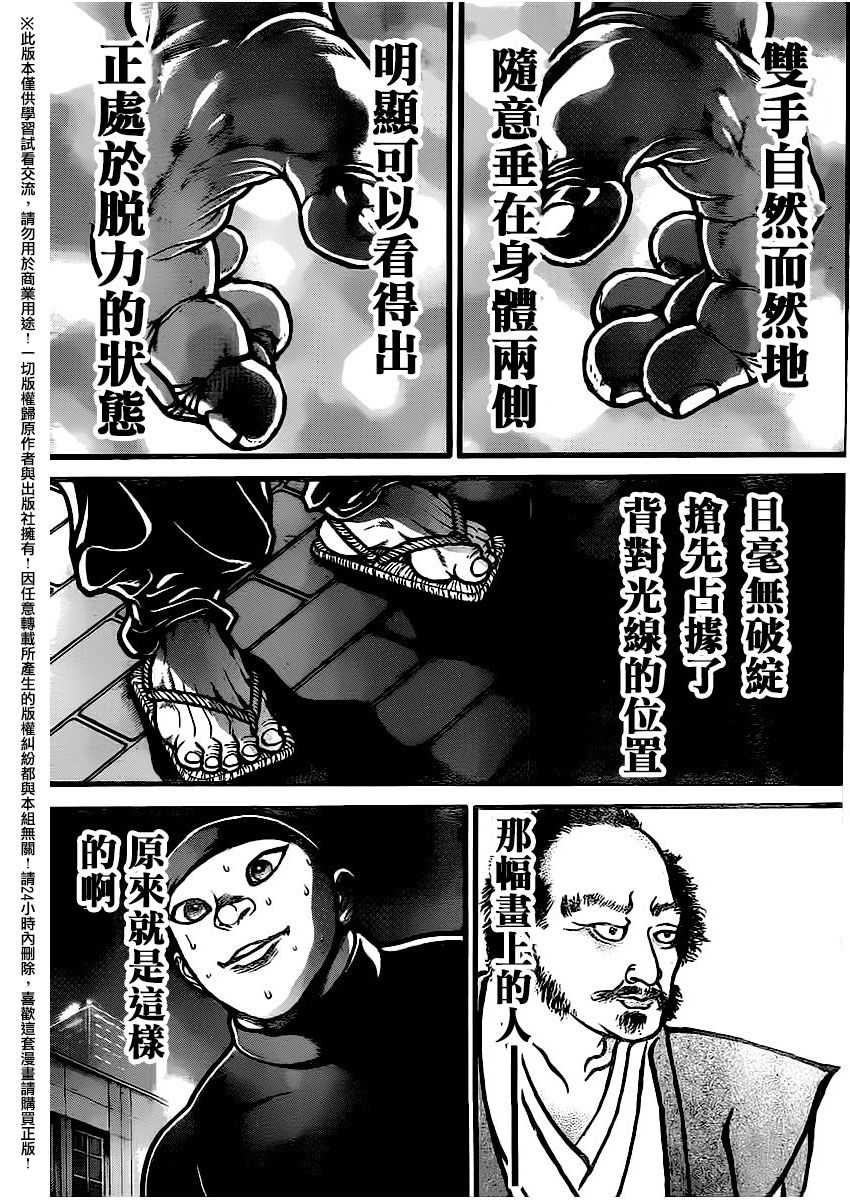 雙手自然而然地
隨意垂在身體兩側
明顯可以看得出
正處於脫力的狀態
且毫無破綻
搶先占據了
背對光線的位置
那幅畫上的人——
原來就是這樣
的啊
※此版本僅供學習試看交流，請勿用於商業用途！一切版權歸原作者與出版社擁有！因任意轉載所產生的版權糾紛都與本組無關！請24小時內刪除，喜歡這套漫畫請購買正版！